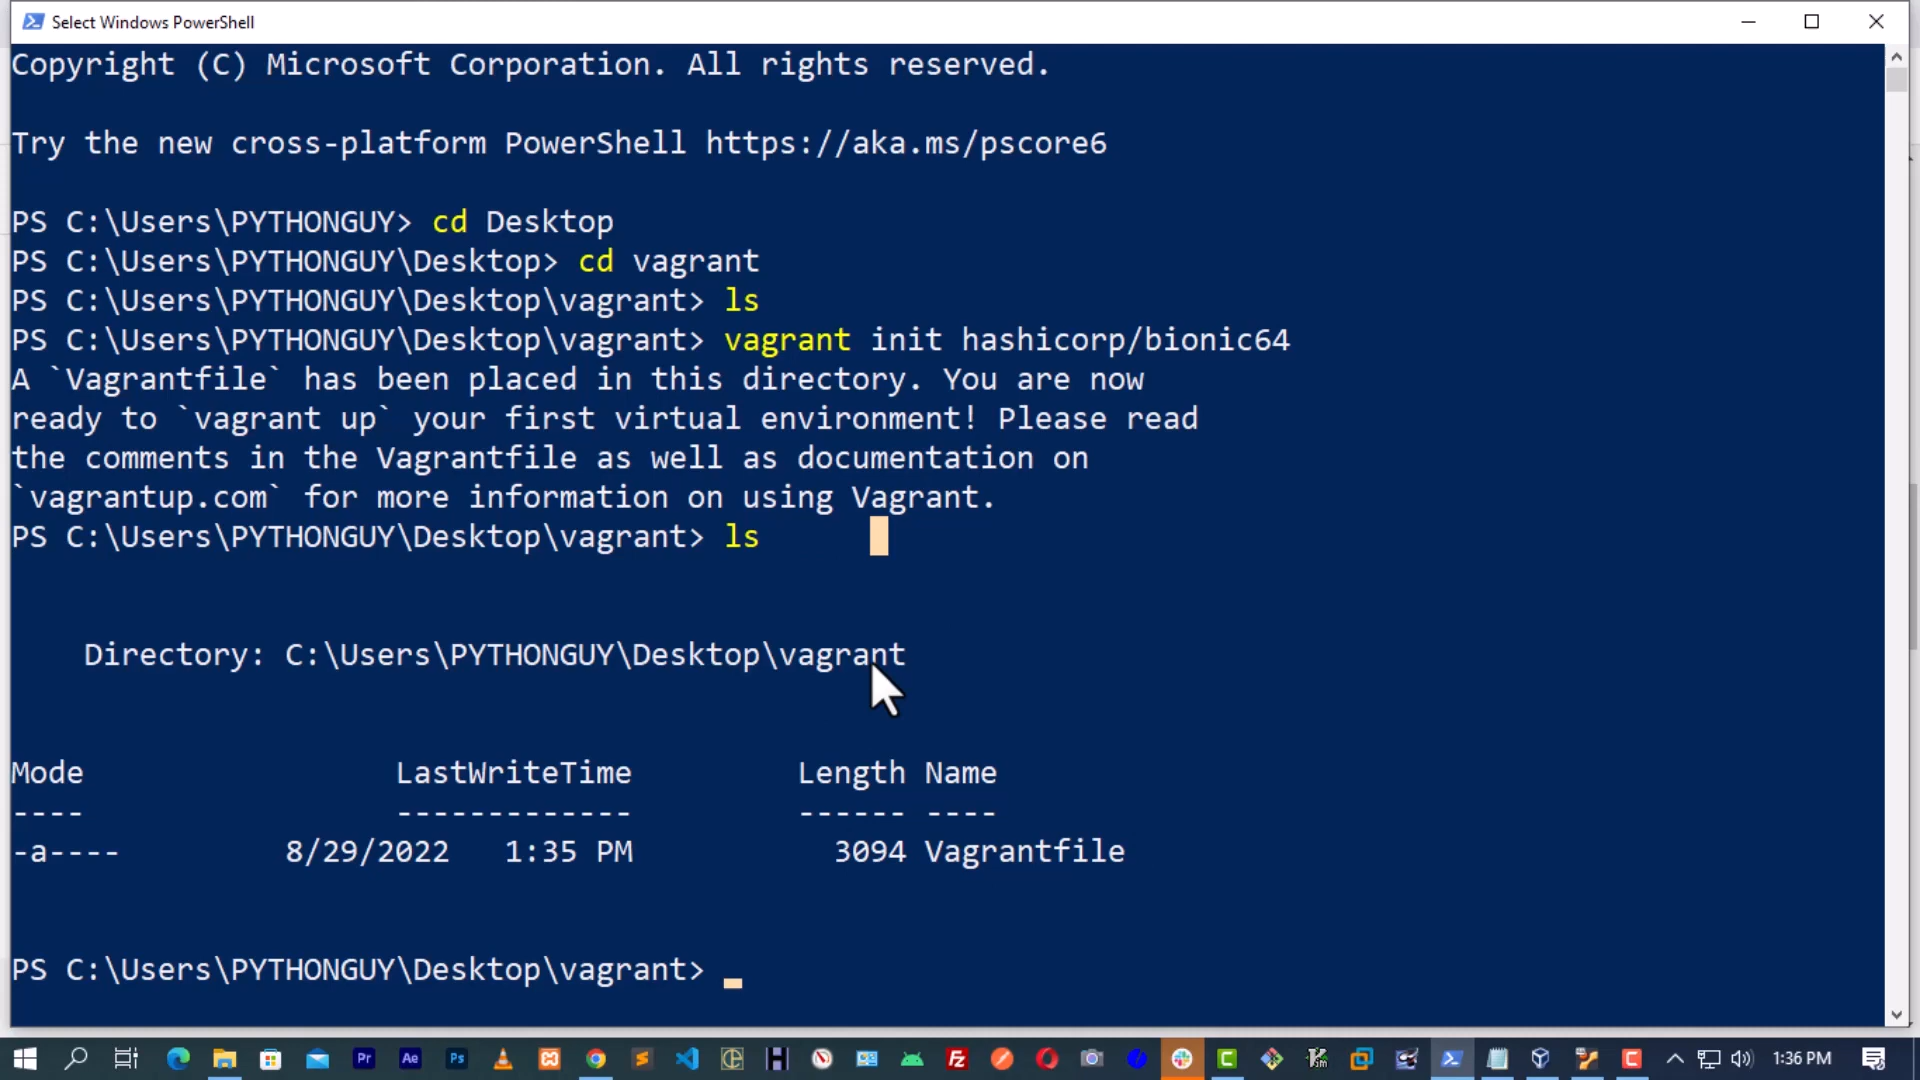 Select Windows PowerShell
Copyright (C) Microsoft Corporation. All rights reserved.
Try the new cross-platform PowerShell https://aka.ms/pscore6
PS C:\Users\PYTHONGUY> cd Desktop
PS C:\Users\PYTHONGUY\Desktop> cd vagrant
PS C:\Users\PYTHONGUY\Desktop\vagrant> ls
PS C:\Users\PYTHONGUY\Desktop\vagrant> vagrant init hashicorp/bionic64
A `Vagrantfile` has been placed in this directory. You are now
ready to `vagrant up` your first virtual environment! Please read
the comments in the Vagrantfile as well as documentation on
`vagrantup.com` for more information on using Vagrant.
PS C:\Users\PYTHONGUY\Desktop\vagrant> ls
Directory: C:\Users\PYTHONGUY\Desktop\vagrant
Mode LastWriteTime Length Name
---- ------------- ------ ----
-a---- 8/29/2022 1:35 PM 3094 Vagrantfile
PS C:\Users\PYTHONGUY\Desktop\vagrant>
Pr Ae Ps Fz C Vim C 1:36 PM